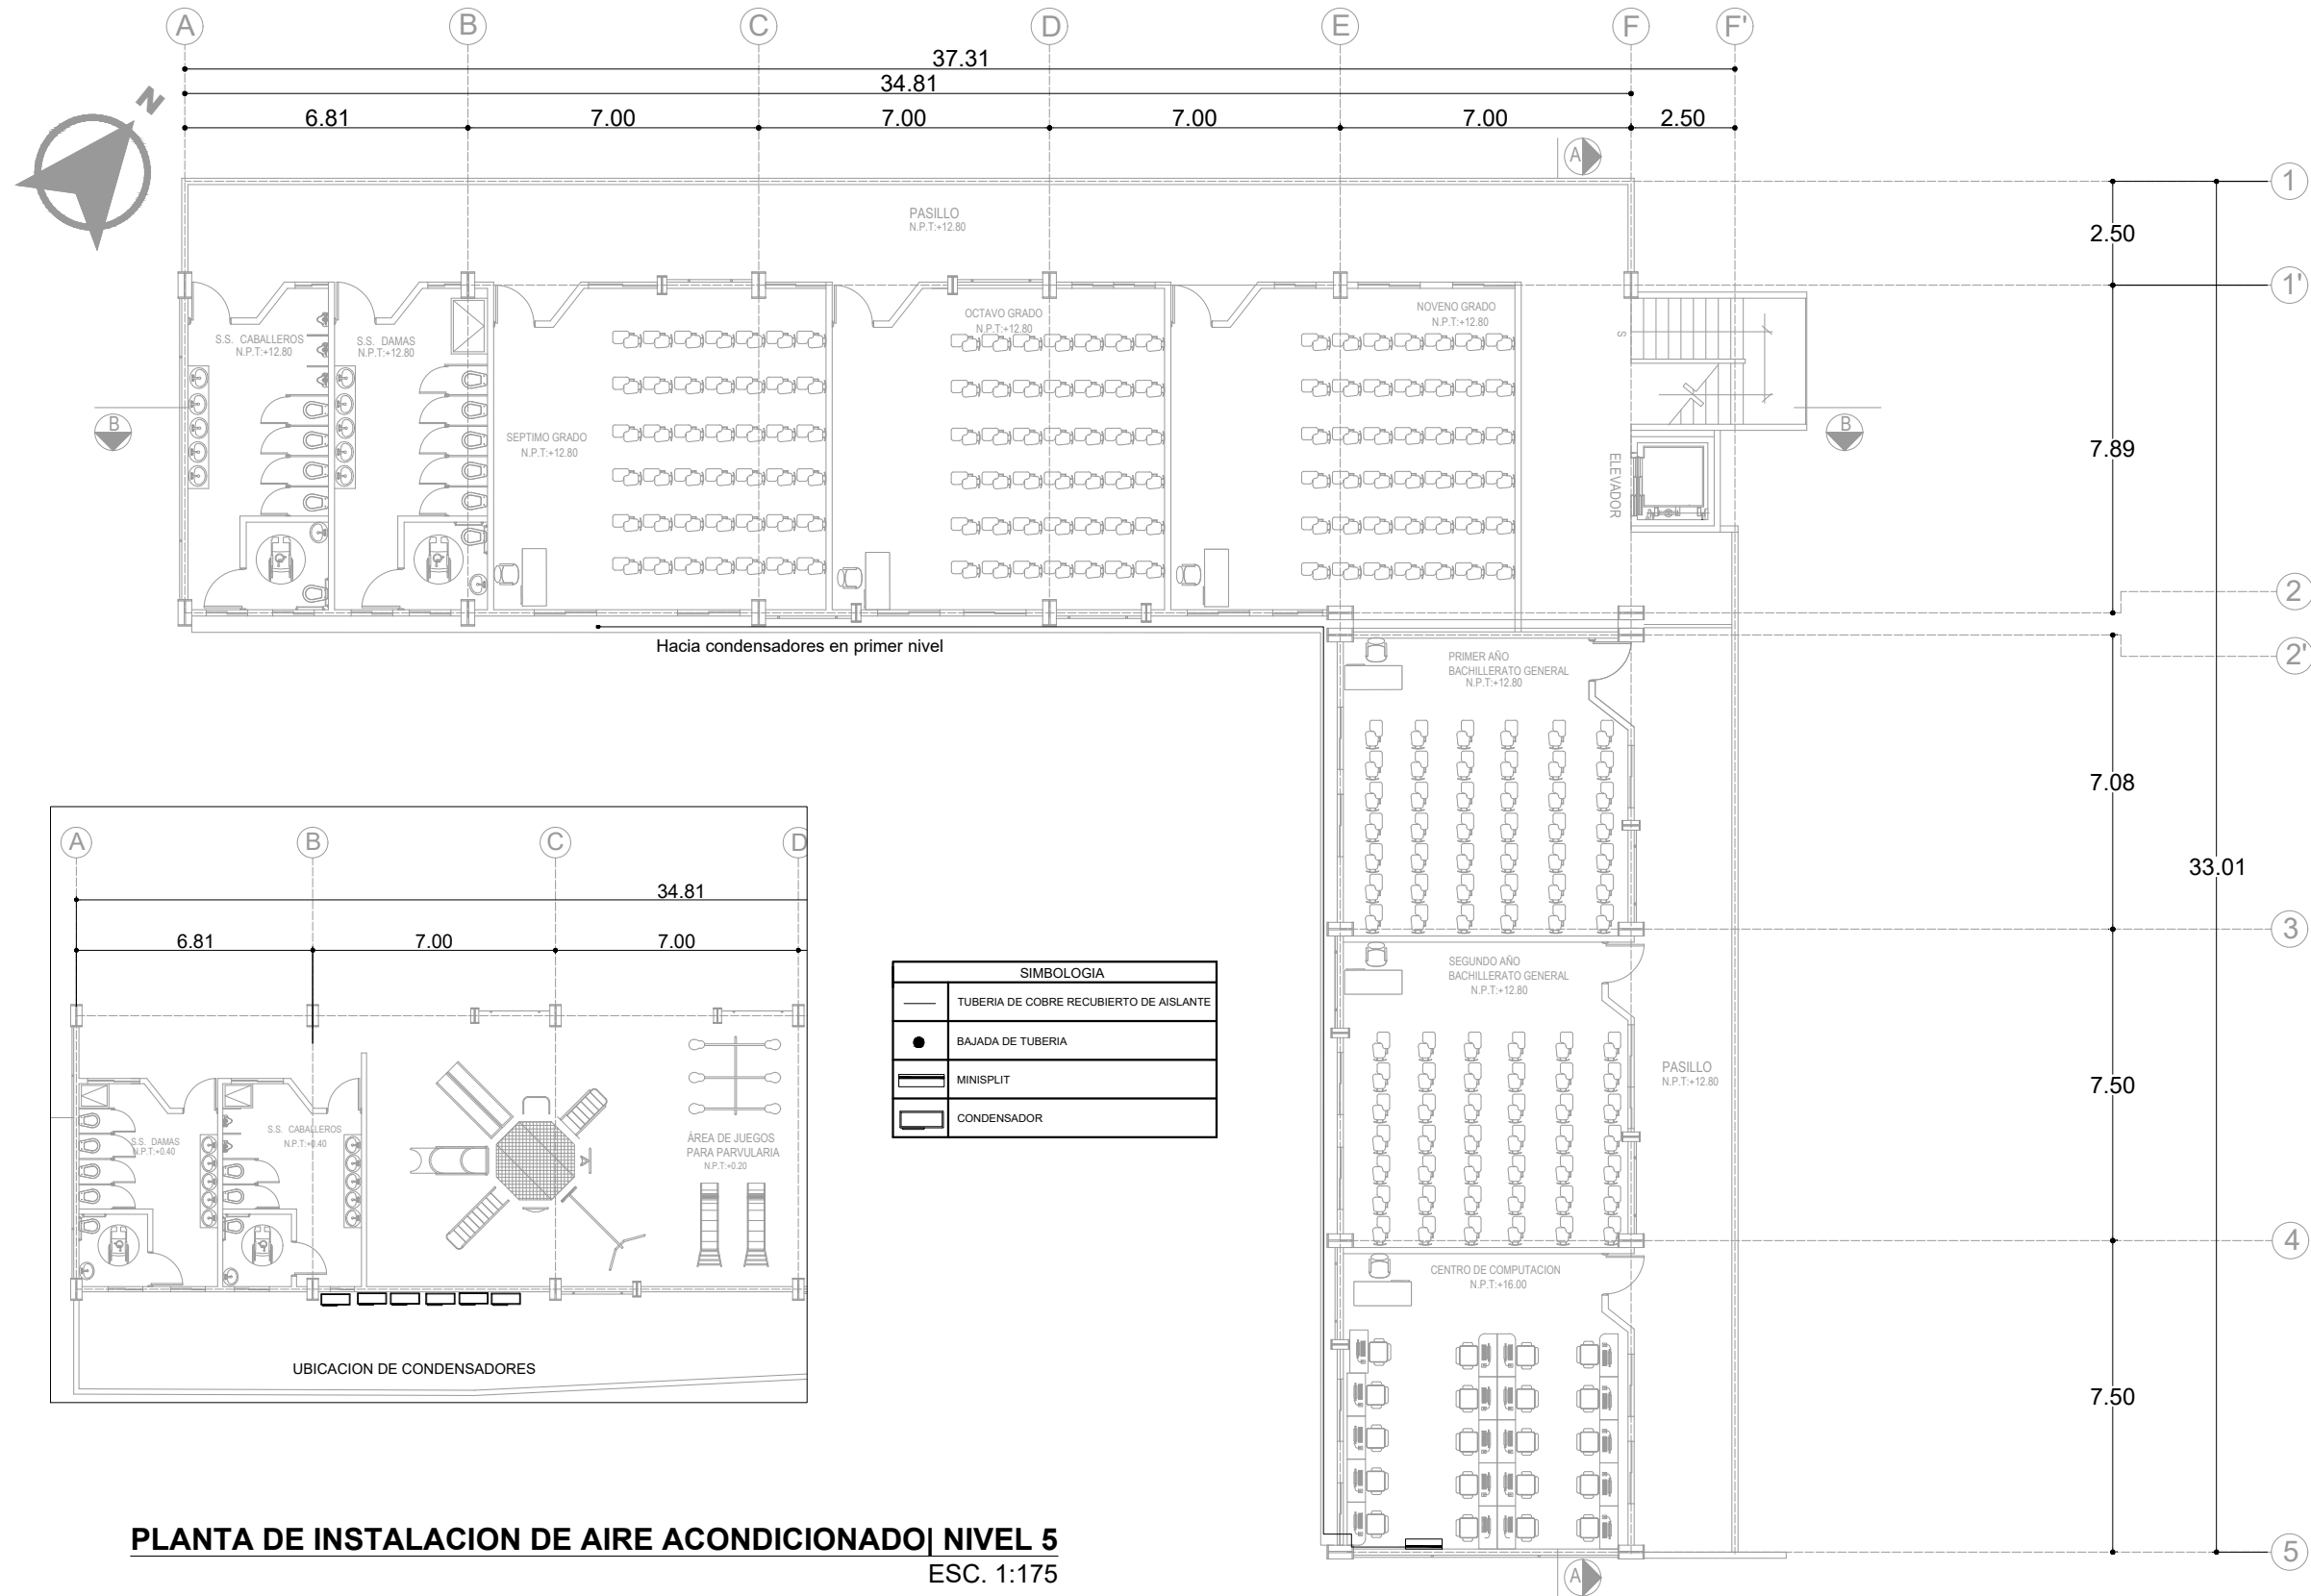 A B C D E F F'
37.31
34.81
6.81 7.00 7.00 7.00 7.00 2.50
N
A
1
PASILLO
N.P.T:+12.80
2.50
1'
S.S. CABALLEROS
N.P.T:+12.80
S.S. DAMAS
N.P.T:+12.80
OCTAVO GRADO
N.P.T:+12.80
NOVENO GRADO
N.P.T:+12.80
S
B
B
SEPTIMO GRADO
N.P.T:+12.80
ELEVADOR
7.89
2
Hacia condensadores en primer nivel
2'
PRIMER AÑO
BACHILLERATO GENERAL
N.P.T:+12.80
7.08
33.01
3
SEGUNDO AÑO
BACHILLERATO GENERAL
N.P.T:+12.80
PASILLO
N.P.T:+12.80
7.50
4
CENTRO DE COMPUTACION
N.P.T:+16.00
7.50
5
A
A B C D
34.81
6.81 7.00 7.00
S.S. DAMAS
N.P.T:+0.40
S.S. CABALLEROS
N.P.T:+0.40
ÁREA DE JUEGOS
PARA PARVULARIA
N.P.T:+0.20
UBICACION DE CONDENSADORES
SIMBOLOGIA
TUBERIA DE COBRE RECUBIERTO DE AISLANTE
BAJADA DE TUBERIA
MINISPLIT
CONDENSADOR
PLANTA DE INSTALACION DE AIRE ACONDICIONADO| NIVEL 5
ESC. 1:175